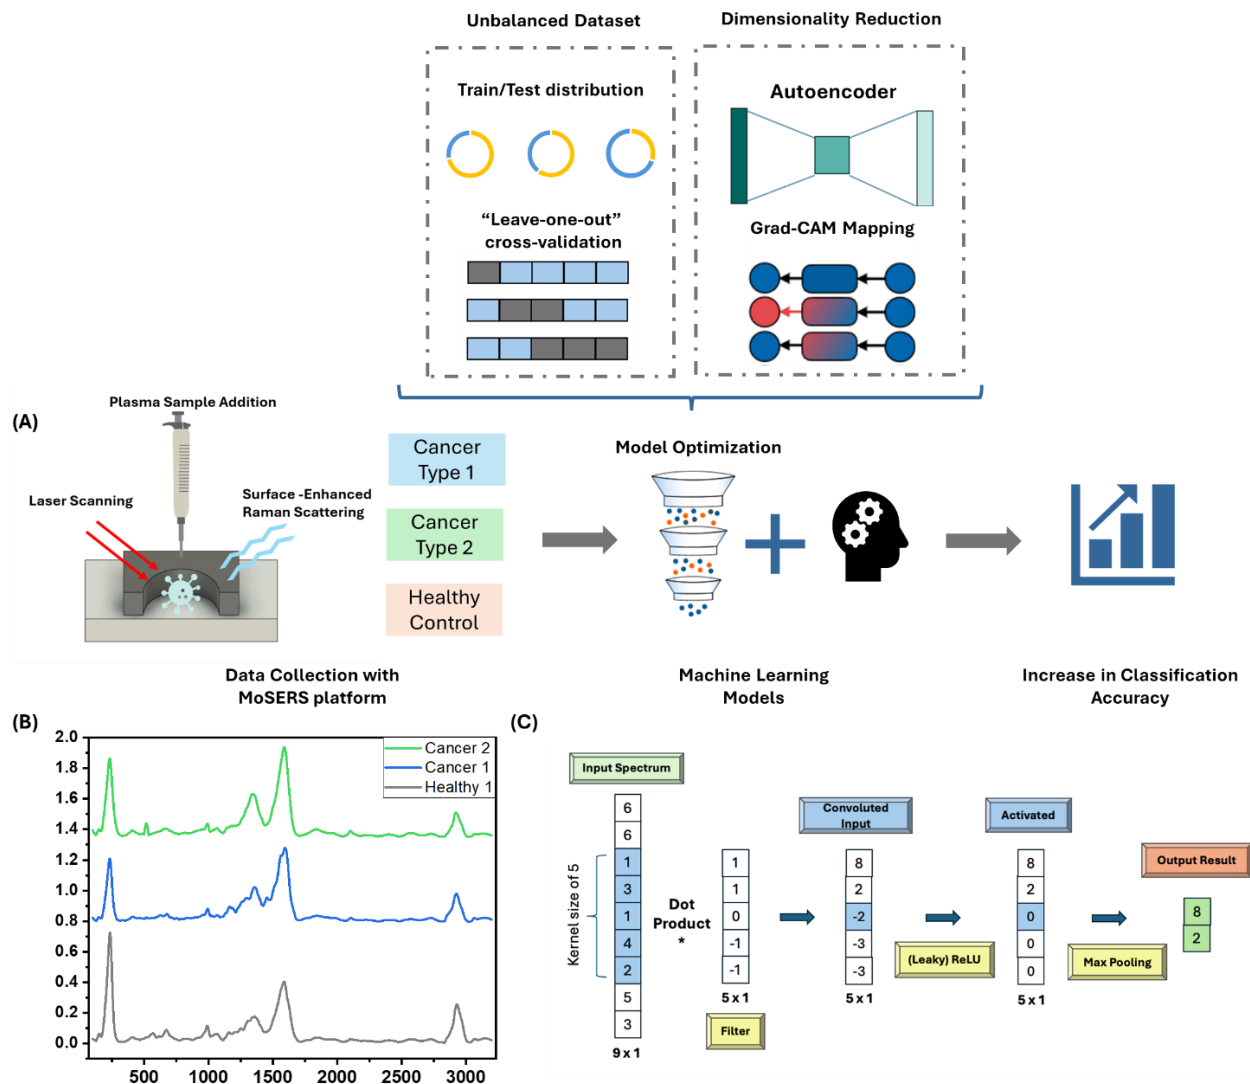 Unbalanced Dataset
Dimensionality Reduction
Train/Test distribution
Autoencoder
“Leave-one-out”
cross-validation
Grad-CAM Mapping
(A)
Plasma Sample Addition
Laser Scanning
Surface -Enhanced
Raman Scattering
Cancer
Type 1
Cancer
Type 2
Healthy
Control
Model Optimization
Data Collection with
MoSERS platform
Machine Learning
Models
Increase in Classification
Accuracy
(B)
2.0
1.8
1.6
1.4
1.2
1.0
0.8
0.6
0.4
0.2
0.0
Cancer 2
Cancer 1
Healthy 1
500
1000
1500
2000
2500
3000
(C)
Input Spectrum
6
6
1
3
1
4
2
5
3
9 x 1
Kernel size of 5
Dot
Product
*
1
1
0
-1
-1
5 x 1
Filter
Convoluted
Input
8
2
-2
-3
-3
5 x 1
(Leaky) ReLU
Activated
8
2
0
0
0
5 x 1
Max Pooling
Output Result
8
2